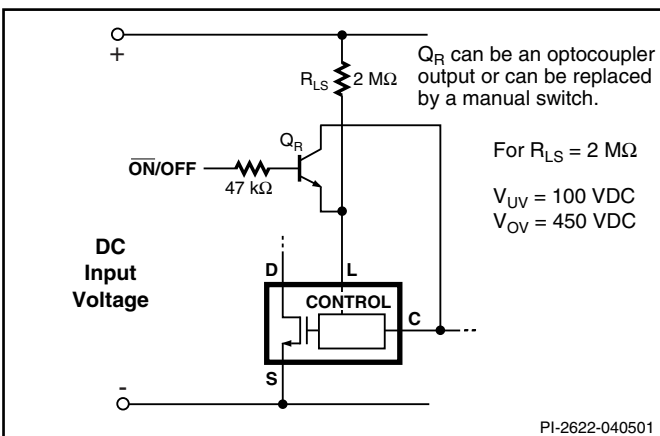 +
R_LS 2 MΩ
Q_R can be an optocoupler
output or can be replaced
by a manual switch.
Q_R
For R_LS = 2 MΩ
O̅N̅/OFF
47 kΩ
V_UV = 100 VDC
V_OV = 450 VDC
DC
Input
Voltage
D
L
CONTROL
C
S
-
PI-2622-040501